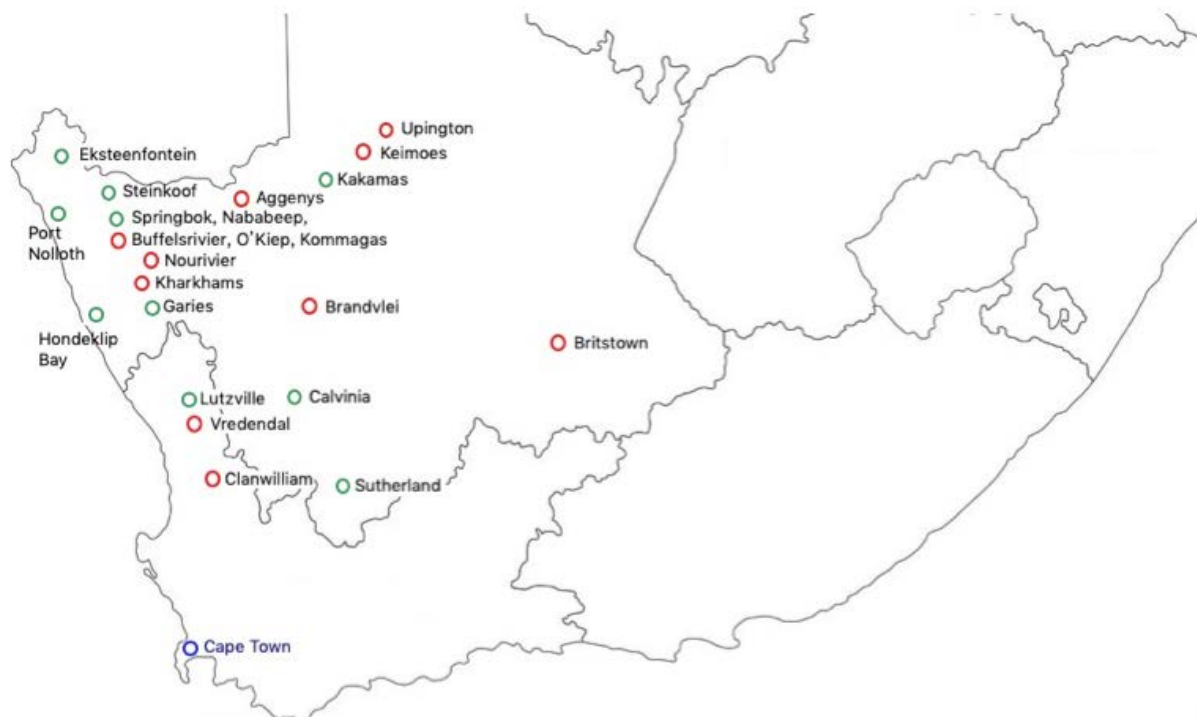 Upington
Keimoes
Eksteenfontein
Kakamas
Steinkoof
Aggenys
Springbok, Nababeep,
Port
Nolloth
Buffelsrivier, O'Kiep, Kommagas
Nourivier
Kharkhams
Garies
Brandvlei
Hondeklip
Bay
Britstown
Lutzville
Calvinia
Vredendal
Clanwilliam
Sutherland
Cape Town